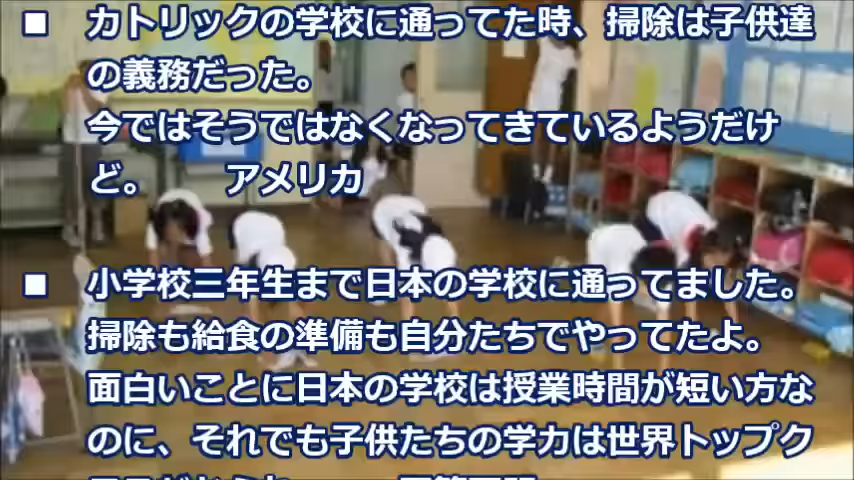 ■ カトリックの学校に通ってた時、掃除は子供達
の義務だった。
今ではそうではなくなってきているようだけ
ど。 アメリカ
■ 小学校三年生まで日本の学校に通ってました。
掃除も給食の準備も自分たちでやってたよ。
面白いことに日本の学校は授業時間が短い方な
のに、それでも子供たちの学力は世界トップク